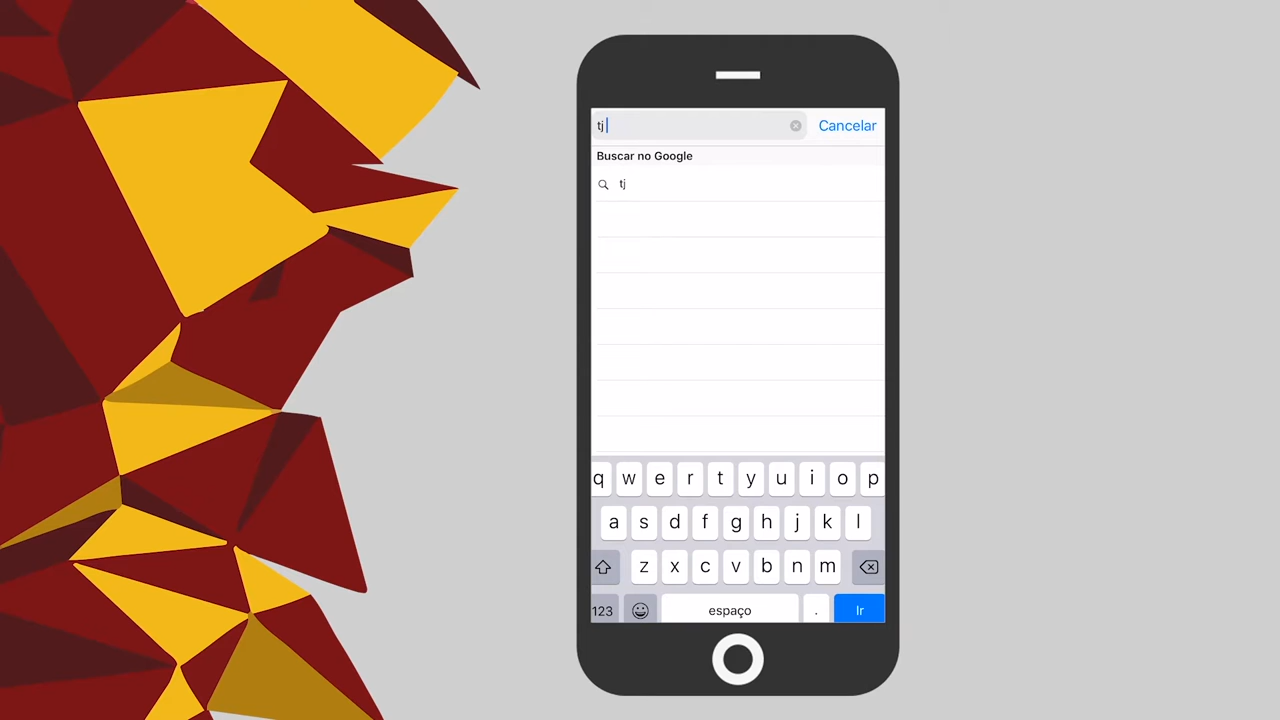 tj
Cancelar
Buscar no Google
tj
q w e r t y u i o p
a s d f g h j k l
z x c v b n m
123 espaço . Ir